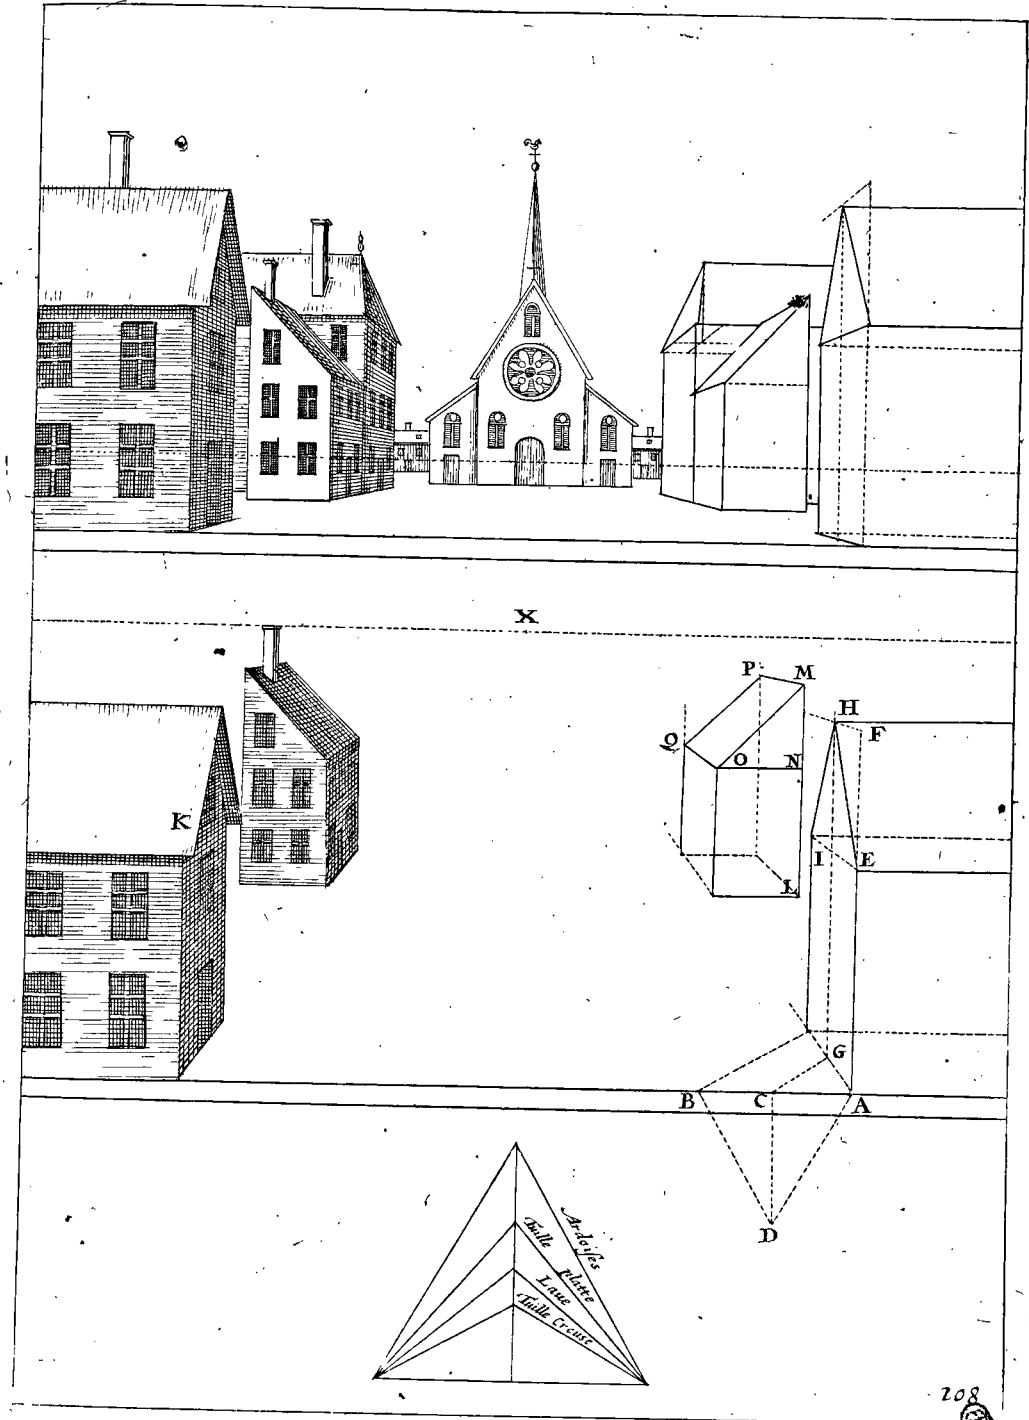 X
P M
H
F
Q O N
K
I E
L
G
B C A
D
Ardoiſes
Tuille platte
Laue
Tuille Creuse
208